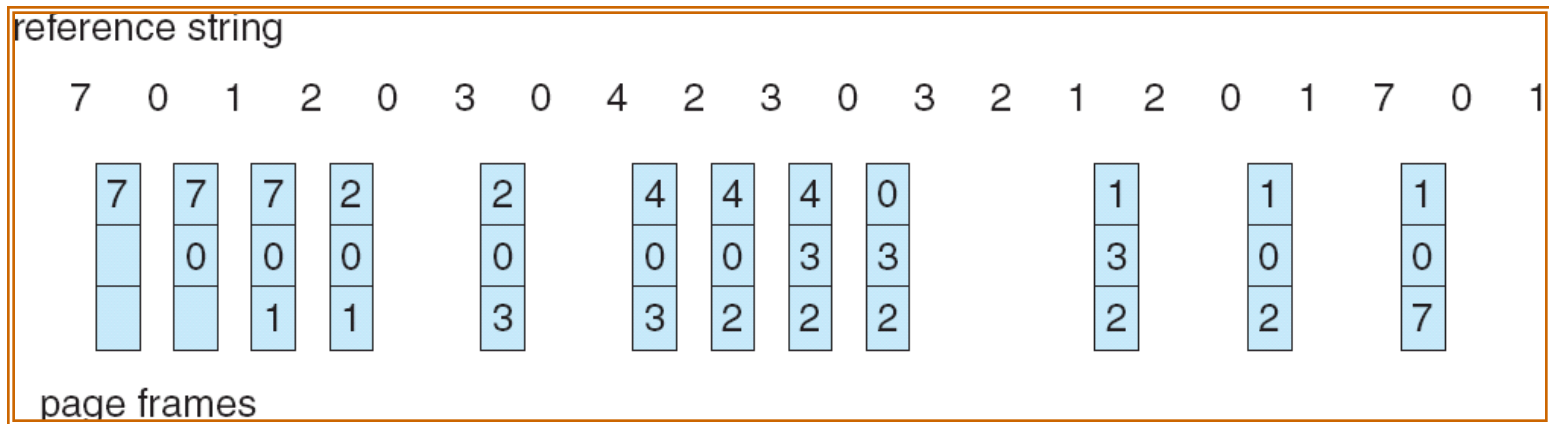 reference string
7 0 1 2 0 3 0 4 2 3 0 3 2 1 2 0 1 7 0 1
7 7 7 2 2 4 4 4 0 1 1 1
0 0 0 0 0 0 3 3 3 0 0
1 1 3 3 2 2 2 2 2 7
page frames